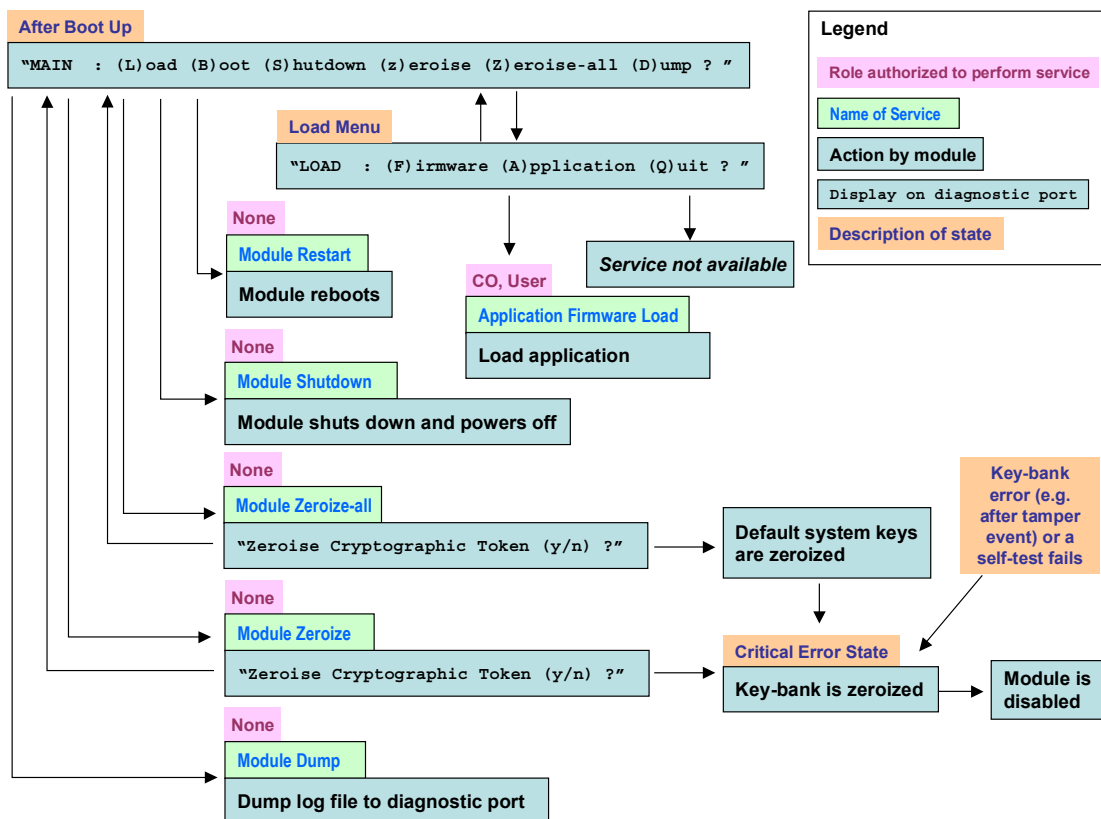 After Boot Up
“MAIN : (L)oad (B)oot (S)hutdown (z)eroise (Z)eroise-all (D)ump ? ”
Load Menu
“LOAD : (F)irmware (A)pplication (Q)uit ? ”
None
Module Restart
Module reboots
CO, User
Application Firmware Load
Load application
Service not available
None
Module Shutdown
Module shuts down and powers off
None
Module Zeroize-all
“Zeroise Cryptographic Token (y/n) ?”
Default system keys
are zeroized
Key-bank
error (e.g.
after tamper
event) or a
self-test fails
None
Module Zeroize
“Zeroise Cryptographic Token (y/n) ?”
Critical Error State
Key-bank is zeroized
Module is
disabled
None
Module Dump
Dump log file to diagnostic port
Legend
Role authorized to perform service
Name of Service
Action by module
Display on diagnostic port
Description of state